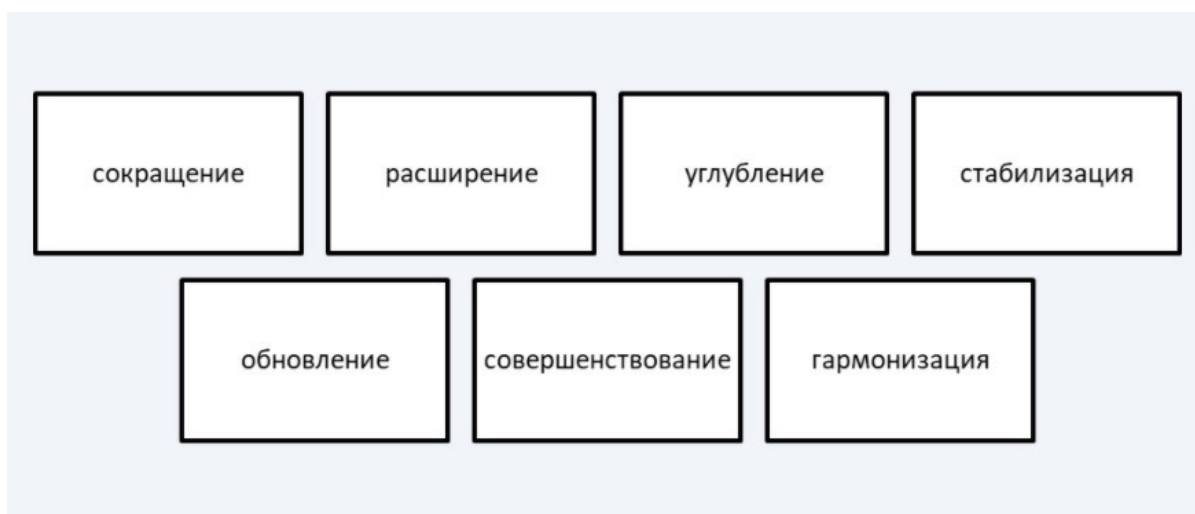 сокращение
расширение
углубление
стабилизация
обновление
совершенствование
гармонизация